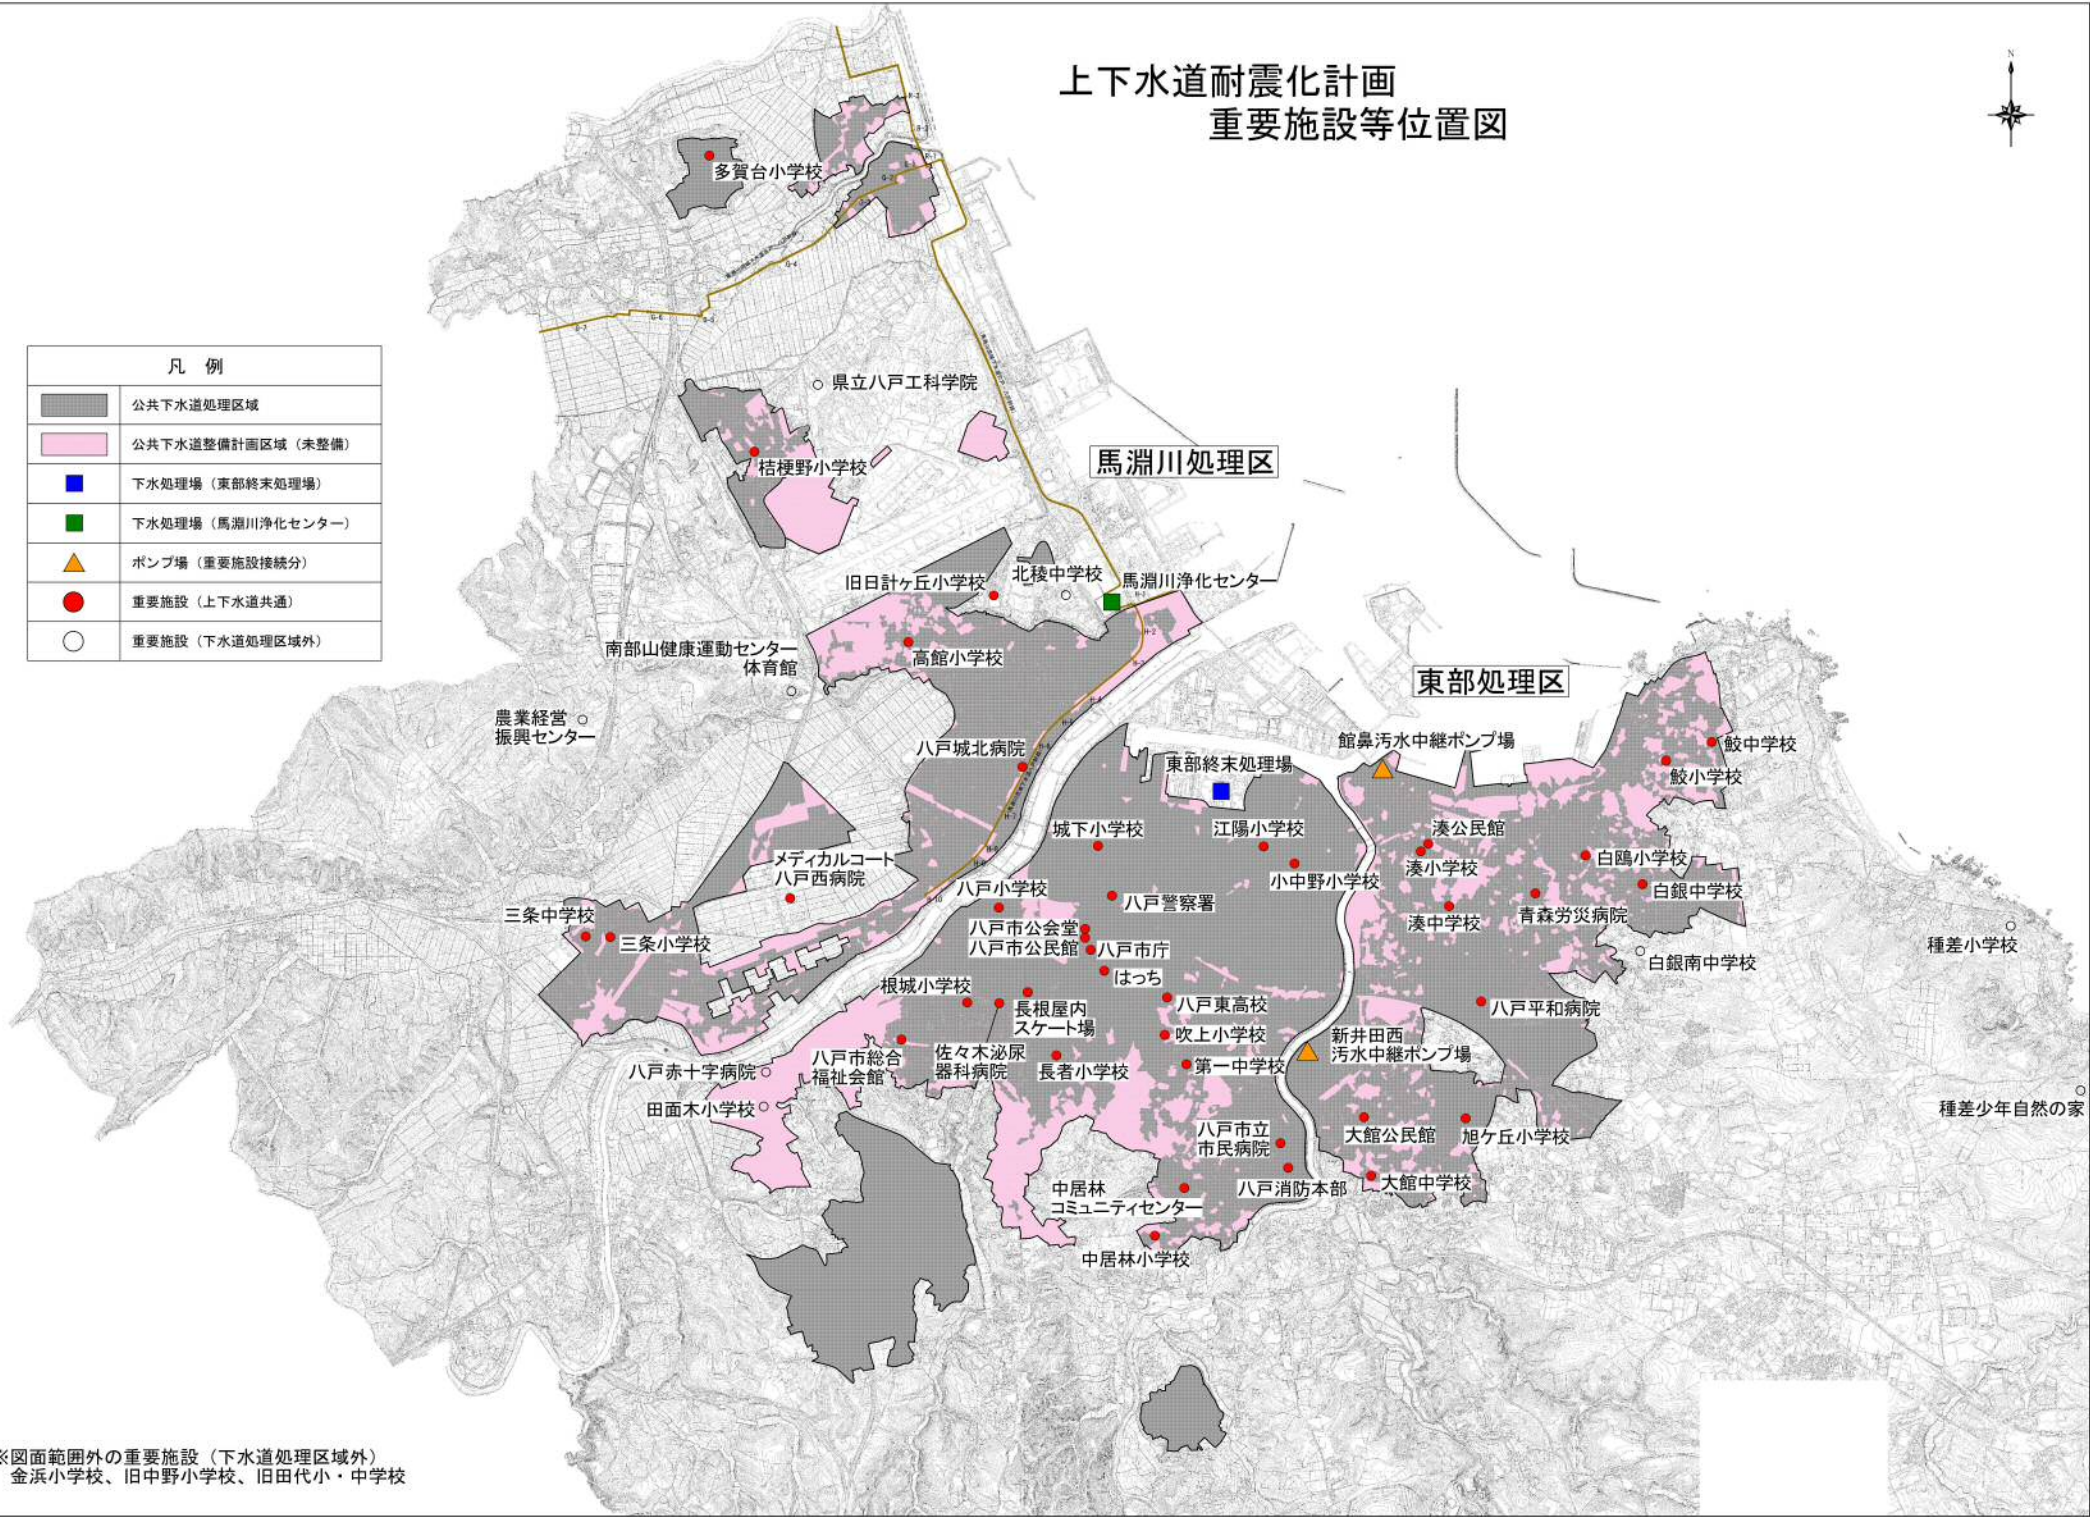 上下水道耐震化計画
重要施設等位置図
N
凡 例
公共下水道処理区域
公共下水道整備計画区域（未整備）
下水処理場（東部終末処理場）
下水処理場（馬淵川浄化センター）
ポンプ場（重要施設接続分）
重要施設（上下水道共通）
重要施設（下水道処理区域外）
多賀台小学校
G-4
G-5
G-6
G-7
県立八戸工科学院
桔梗野小学校
馬淵川処理区
旧日計ヶ丘小学校
北稜中学校
馬淵川浄化センター
H-2
南部山健康運動センター
体育館
高館小学校
東部処理区
農業経営
振興センター
八戸城北病院
館鼻汚水中継ポンプ場
鮫中学校
鮫小学校
東部終末処理場
城下小学校
江陽小学校
小中野小学校
湊公民館
湊小学校
白鴎小学校
白銀中学校
メディカルコート
八戸西病院
八戸小学校
八戸警察署
湊中学校
青森労災病院
三条中学校
三条小学校
八戸市公会堂
八戸市公民館
八戸市庁
はっち
白銀南中学校
種差小学校
根城小学校
長根屋内
スケート場
八戸東高校
八戸平和病院
吹上小学校
新井田西
汚水中継ポンプ場
八戸市総合
福祉会館
佐々木泌尿
器科病院
長者小学校
第一中学校
八戸赤十字病院
田面木小学校
種差少年自然の家
八戸市立
市民病院
大館公民館
旭ケ丘小学校
八戸消防本部
大館中学校
中居林
コミュニティセンター
中居林小学校
※図面範囲外の重要施設（下水道処理区域外）
金浜小学校、旧中野小学校、旧田代小・中学校